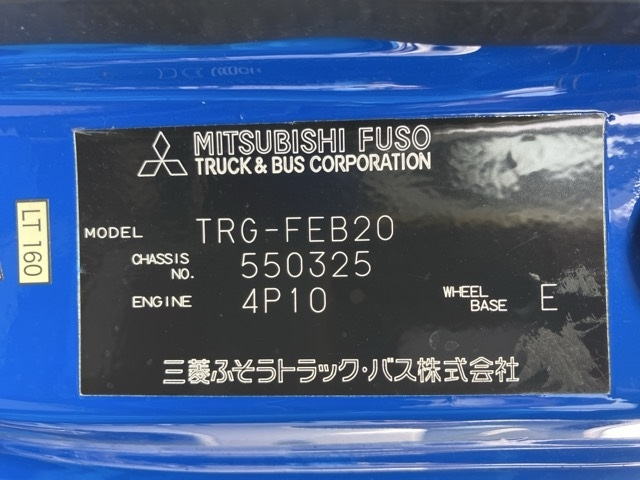 MITSUBISHI FUSO
TRUCK & BUS CORPORATION
MODEL TRG-FEB20
CHASSIS NO. 550325
ENGINE 4P10 WHEEL BASE E
三菱ふそうトラック・バス株式会社
LT 160